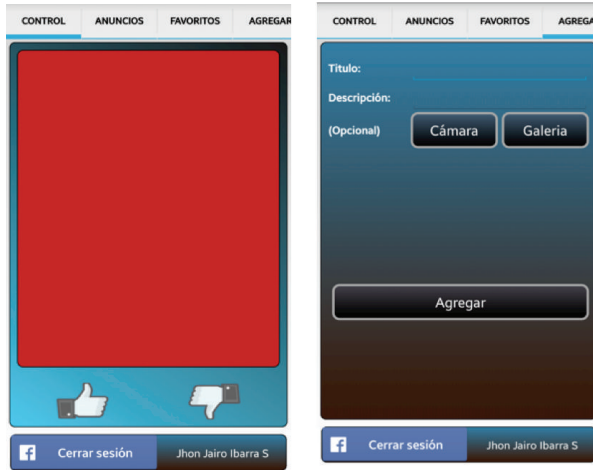 CONTROL ANUNCIOS FAVORITOS AGREGAR
Cerrar sesión Jhon Jairo Ibarra S
CONTROL ANUNCIOS FAVORITOS AGREGA
Titulo:
Descripción:
(Opcional) Cámara Galeria
Agregar
Cerrar sesión Jhon Jairo Ibarra S